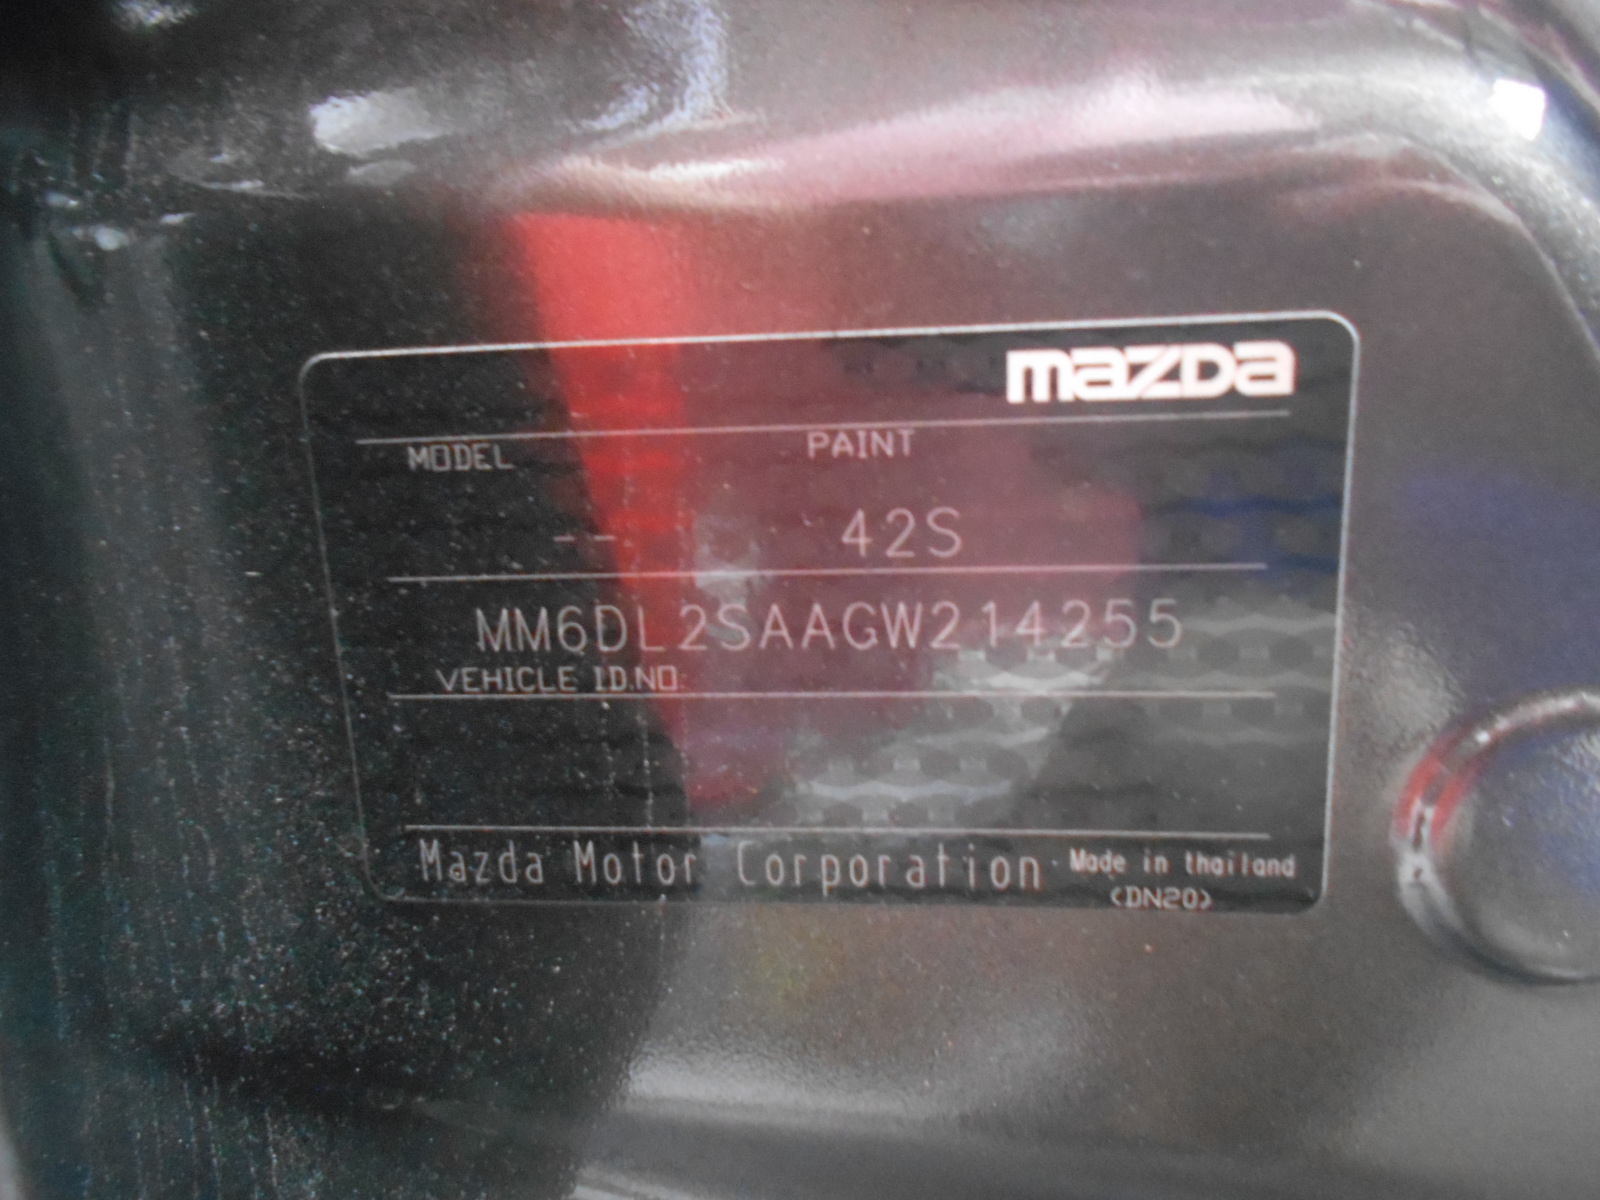 mazda
MODEL PAINT
-- 42S
MM6DL2SAAGW214255
VEHICLE ID.NO.
Mazda Motor Corporation Made in thailand
(DN20)